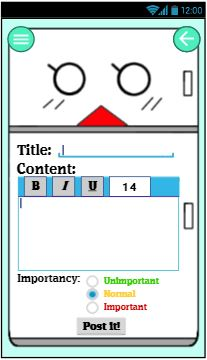 12:00
Title:
Content:
B I U 14
Importancy: Unimportant
Normal
Important
Post it!